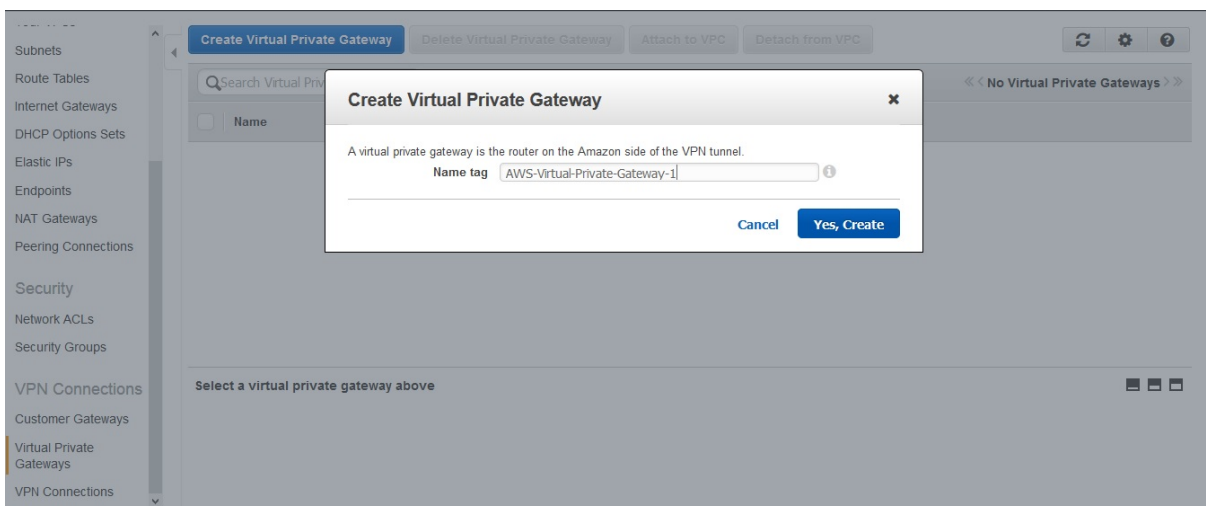 Subnets
Route Tables
Internet Gateways
DHCP Options Sets
Elastic IPs
Endpoints
NAT Gateways
Peering Connections
Security
Network ACLs
Security Groups
VPN Connections
Customer Gateways
Virtual Private
Gateways
VPN Connections
Create Virtual Private Gateway Delete Virtual Private Gateway Attach to VPC Detach from VPC
Search Virtual Priv
No Virtual Private Gateways
Name
Create Virtual Private Gateway
A virtual private gateway is the router on the Amazon side of the VPN tunnel.
Name tag AWS-Virtual-Private-Gateway-1
Cancel Yes, Create
Select a virtual private gateway above